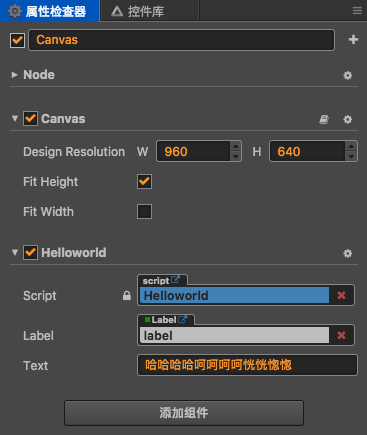 属性检查器 控件库
Canvas
Node
Canvas
Design Resolution W 960 H 640
Fit Height
Fit Width
Helloworld
script
Script Helloworld
Label
Label label
Text 哈哈哈哈呵呵呵呵恍恍惚惚
添加组件